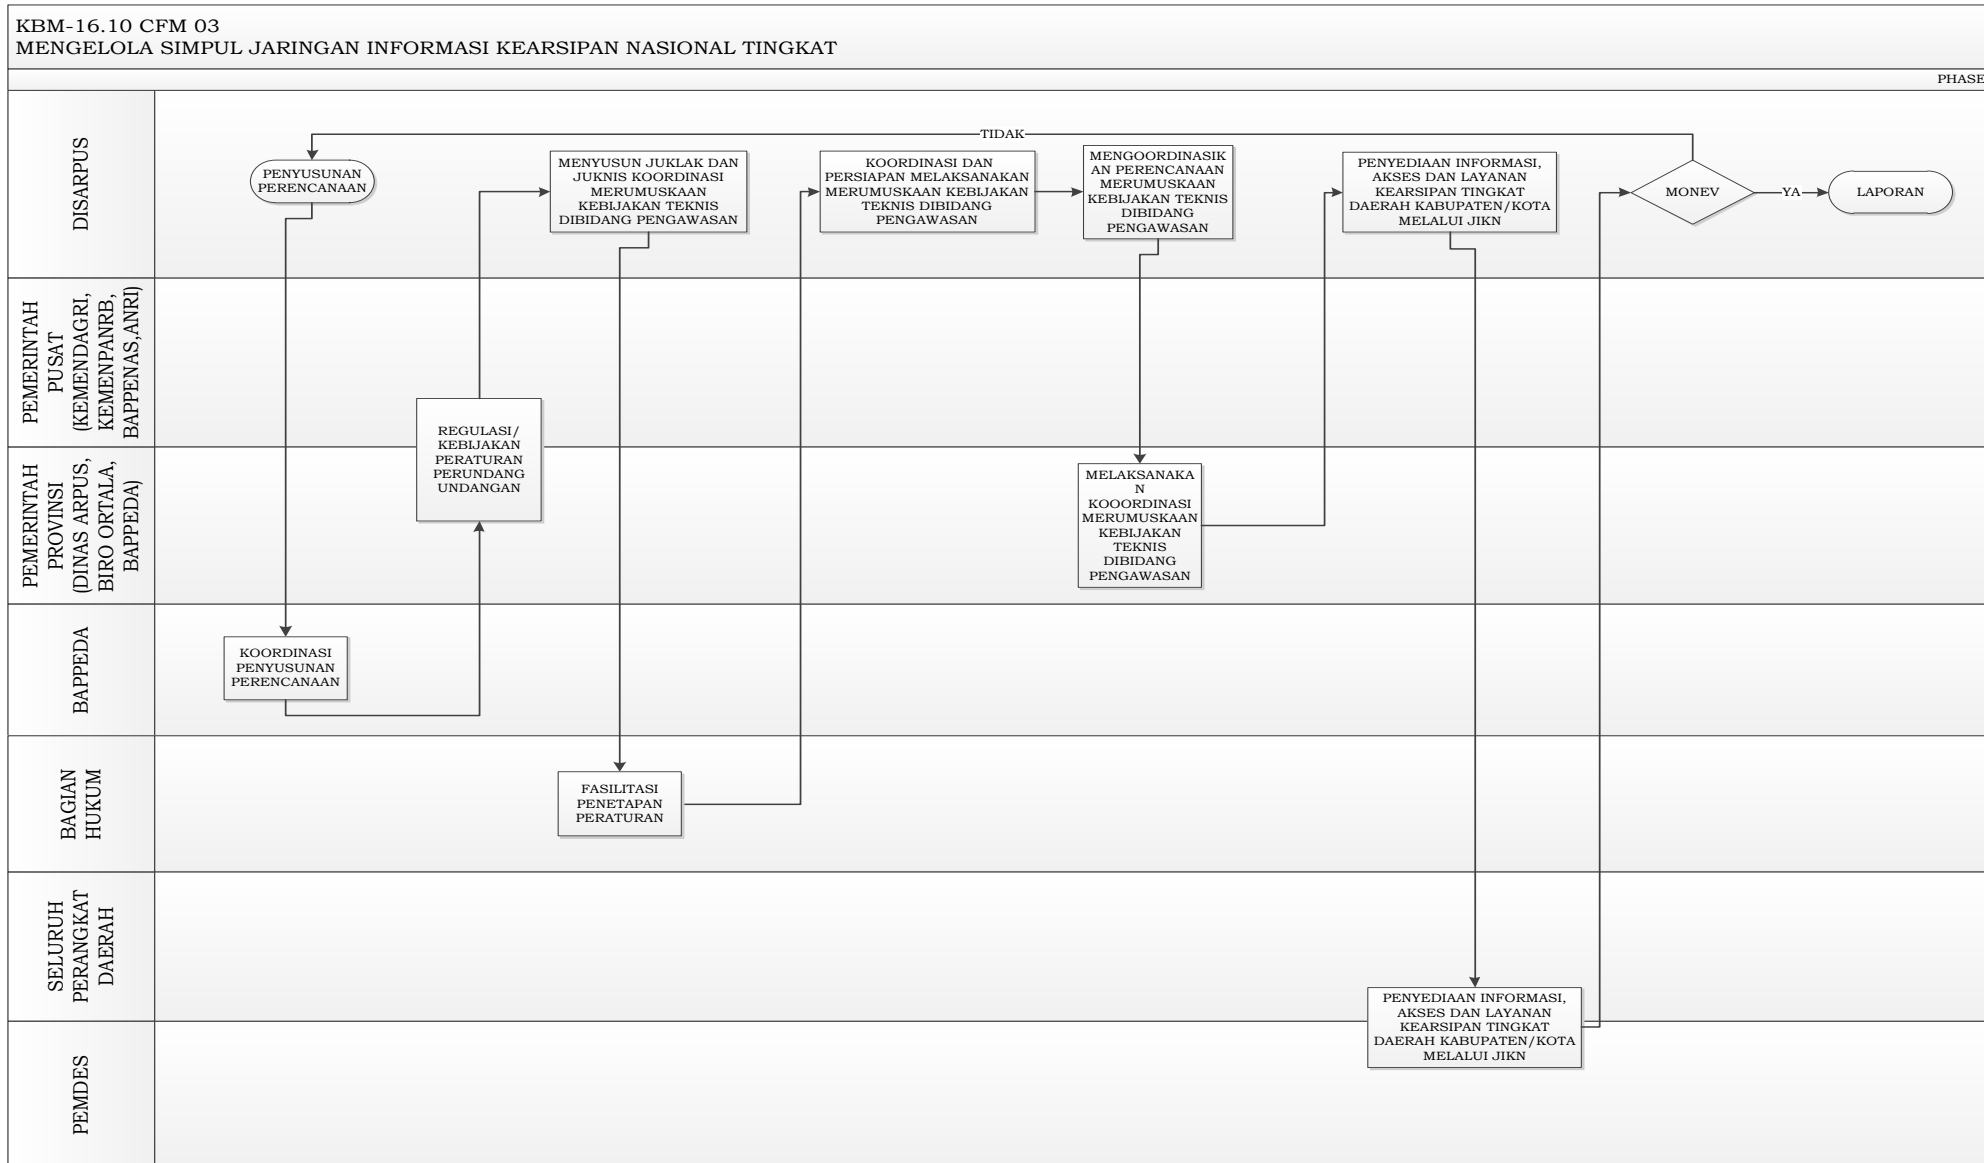 KBM-16.10 CFM 03
MENGELOLA SIMPUL JARINGAN INFORMASI KEARSIPAN NASIONAL TINGKAT
PHASE
DISARPUS
TIDAK
PENYUSUNAN
PERENCANAAN
MENYUSUN JUKLAK DAN
JUKNIS KOORDINASI
MERUMUSKAAN
KEBIJAKAN TEKNIS
DIBIDANG PENGAWASAN
KOORDINASI DAN
PERSIAPAN MELAKSANAKAN
MERUMUSKAAN KEBIJAKAN
TEKNIS DIBIDANG
PENGAWASAN
MENGOORDINASIK
AN PERENCANAAN
MERUMUSKAAN
KEBIJAKAN TEKNIS
DIBIDANG
PENGAWASAN
PENYEDIAAN INFORMASI,
AKSES DAN LAYANAN
KEARSIPAN TINGKAT
DAERAH KABUPATEN/KOTA
MELALUI JIKN
MONEV
YA
LAPORAN
PEMERINTAH
PUSAT
(KEMENDAGRI,
KEMENPANRB,
BAPPENAS,ANRI)
REGULASI/
KEBIJAKAN
PERATURAN
PERUNDANG
UNDANGAN
PEMERINTAH
PROVINSI
(DINAS ARPUS,
BIRO ORTALA,
BAPPEDA)
MELAKSANAKA
N
KOOORDINASI
MERUMUSKAAN
KEBIJAKAN
TEKNIS
DIBIDANG
PENGAWASAN
BAPPEDA
KOORDINASI
PENYUSUNAN
PERENCANAAN
BAGIAN
HUKUM
FASILITASI
PENETAPAN
PERATURAN
SELURUH
PERANGKAT
DAERAH
PENYEDIAAN INFORMASI,
AKSES DAN LAYANAN
KEARSIPAN TINGKAT
DAERAH KABUPATEN/KOTA
MELALUI JIKN
PEMDES